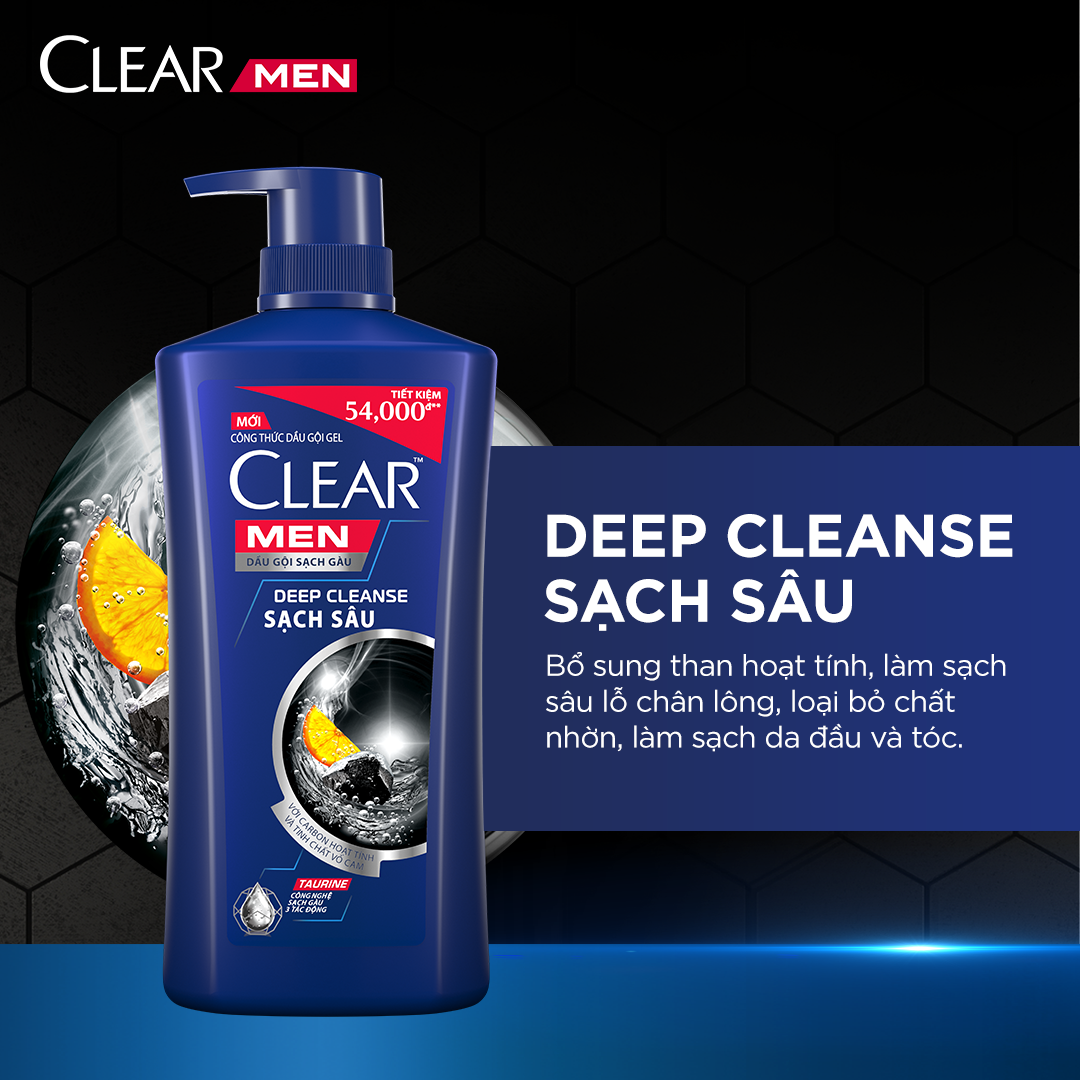 CLEAR MEN
TIẾT KIỆM
54,000đ**
MỚI
CÔNG THỨC DẦU GỘI GEL
CLEAR™
MEN
DẦU GỘI SẠCH GÀU
DEEP CLEANSE
SẠCH SÂU
VỚI CARBON HOẠT TÍNH
VÀ TINH CHẤT VỎ CAM
TAURINE
CÔNG NGHỆ
SẠCH GÀU
3 TÁC ĐỘNG
DEEP CLEANSE
SẠCH SÂU
Bổ sung than hoạt tính, làm sạch
sâu lỗ chân lông, loại bỏ chất
nhờn, làm sạch da đầu và tóc.